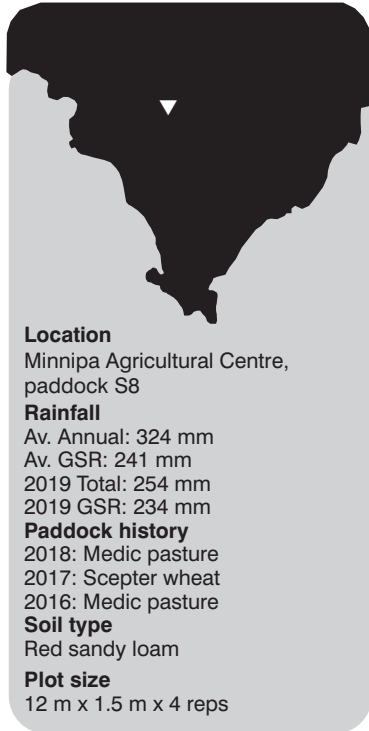 Location
Minnipa Agricultural Centre,
paddock S8
Rainfall
Av. Annual: 324 mm
Av. GSR: 241 mm
2019 Total: 254 mm
2019 GSR: 234 mm
Paddock history
2018: Medic pasture
2017: Scepter wheat
2016: Medic pasture
Soil type
Red sandy loam
Plot size
12 m x 1.5 m x 4 reps